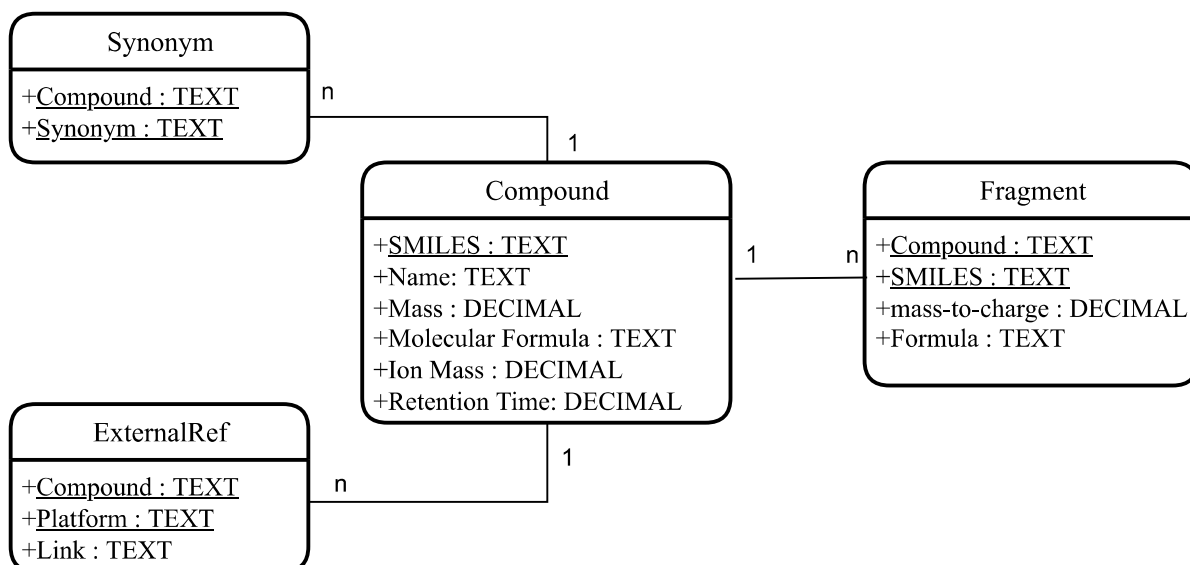 Synonym
+Compound : TEXT
+Synonym : TEXT
n
1
Compound
+SMILES : TEXT
+Name: TEXT
+Mass : DECIMAL
+Molecular Formula : TEXT
+Ion Mass : DECIMAL
+Retention Time: DECIMAL
1
n
Fragment
+Compound : TEXT
+SMILES : TEXT
+mass-to-charge : DECIMAL
+Formula : TEXT
ExternalRef
+Compound : TEXT
+Platform : TEXT
+Link : TEXT
n
1